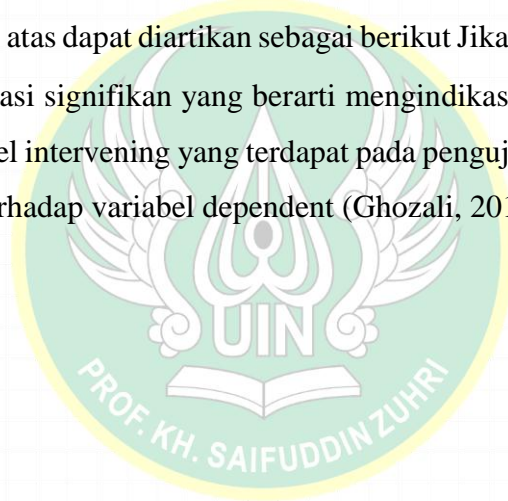 atas dapat diartikan sebagai berikut Jika
asi signifikan yang berarti mengindikas
el intervening yang terdapat pada penguj
rhadap variabel dependent (Ghozali, 201
UIN
PROF. KH. SAIFUDDIN ZUHRI